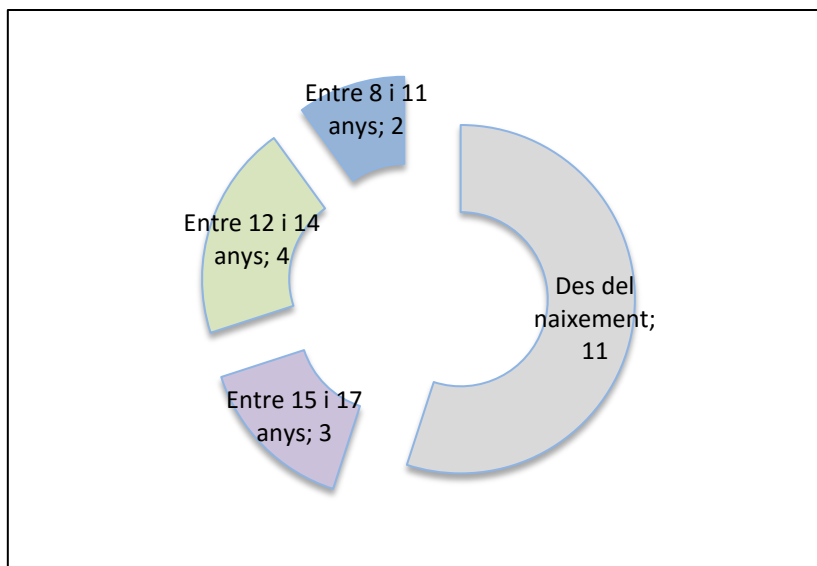 Entre 8 i 11
anys; 2
Entre 12 i 14
anys; 4
Des del
naixement;
11
Entre 15 i 17
anys; 3